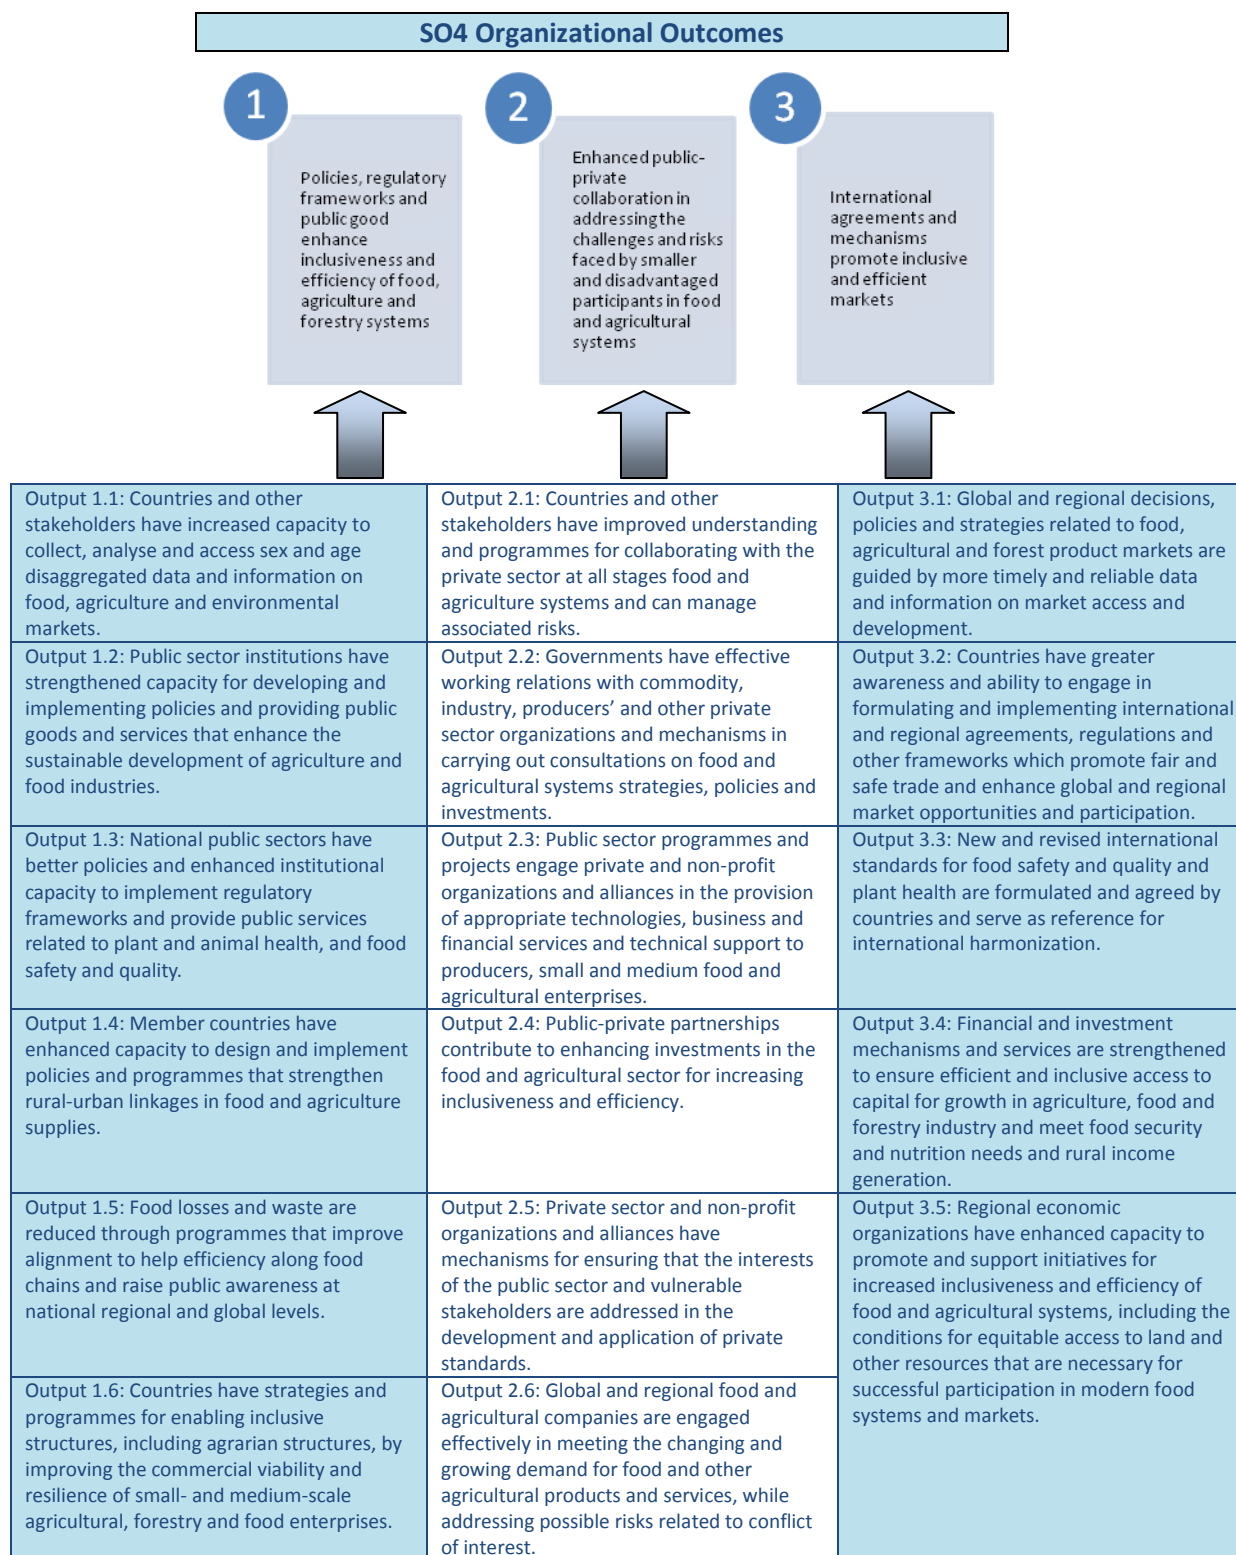 SO4 Organizational Outcomes
1
Policies, regulatory
frameworks and
public good
enhance
inclusiveness and
efficiency of food,
agriculture and
forestry systems
2
Enhanced public-
private
collaboration in
addressing the
challenges and risks
faced by smaller
and disadvantaged
participants in food
and agricultural
systems
3
International
agreements and
mechanisms
promote inclusive
and efficient
markets
Output 1.1: Countries and other
stakeholders have increased capacity to
collect, analyse and access sex and age
disaggregated data and information on
food, agriculture and environmental
markets.
Output 2.1: Countries and other
stakeholders have improved understanding
and programmes for collaborating with the
private sector at all stages food and
agriculture systems and can manage
associated risks.
Output 3.1: Global and regional decisions,
policies and strategies related to food,
agricultural and forest product markets are
guided by more timely and reliable data
and information on market access and
development.
Output 1.2: Public sector institutions have
strengthened capacity for developing and
implementing policies and providing public
goods and services that enhance the
sustainable development of agriculture and
food industries.
Output 2.2: Governments have effective
working relations with commodity,
industry, producers’ and other private
sector organizations and mechanisms in
carrying out consultations on food and
agricultural systems strategies, policies and
investments.
Output 3.2: Countries have greater
awareness and ability to engage in
formulating and implementing international
and regional agreements, regulations and
other frameworks which promote fair and
safe trade and enhance global and regional
market opportunities and participation.
Output 1.3: National public sectors have
better policies and enhanced institutional
capacity to implement regulatory
frameworks and provide public services
related to plant and animal health, and food
safety and quality.
Output 2.3: Public sector programmes and
projects engage private and non-profit
organizations and alliances in the provision
of appropriate technologies, business and
financial services and technical support to
producers, small and medium food and
agricultural enterprises.
Output 3.3: New and revised international
standards for food safety and quality and
plant health are formulated and agreed by
countries and serve as reference for
international harmonization.
Output 1.4: Member countries have
enhanced capacity to design and implement
policies and programmes that strengthen
rural-urban linkages in food and agriculture
supplies.
Output 2.4: Public-private partnerships
contribute to enhancing investments in the
food and agricultural sector for increasing
inclusiveness and efficiency.
Output 3.4: Financial and investment
mechanisms and services are strengthened
to ensure efficient and inclusive access to
capital for growth in agriculture, food and
forestry industry and meet food security
and nutrition needs and rural income
generation.
Output 1.5: Food losses and waste are
reduced through programmes that improve
alignment to help efficiency along food
chains and raise public awareness at
national regional and global levels.
Output 2.5: Private sector and non-profit
organizations and alliances have
mechanisms for ensuring that the interests
of the public sector and vulnerable
stakeholders are addressed in the
development and application of private
standards.
Output 3.5: Regional economic
organizations have enhanced capacity to
promote and support initiatives for
increased inclusiveness and efficiency of
food and agricultural systems, including the
conditions for equitable access to land and
other resources that are necessary for
successful participation in modern food
systems and markets.
Output 1.6: Countries have strategies and
programmes for enabling inclusive
structures, including agrarian structures, by
improving the commercial viability and
resilience of small- and medium-scale
agricultural, forestry and food enterprises.
Output 2.6: Global and regional food and
agricultural companies are engaged
effectively in meeting the changing and
growing demand for food and other
agricultural products and services, while
addressing possible risks related to conflict
of interest.